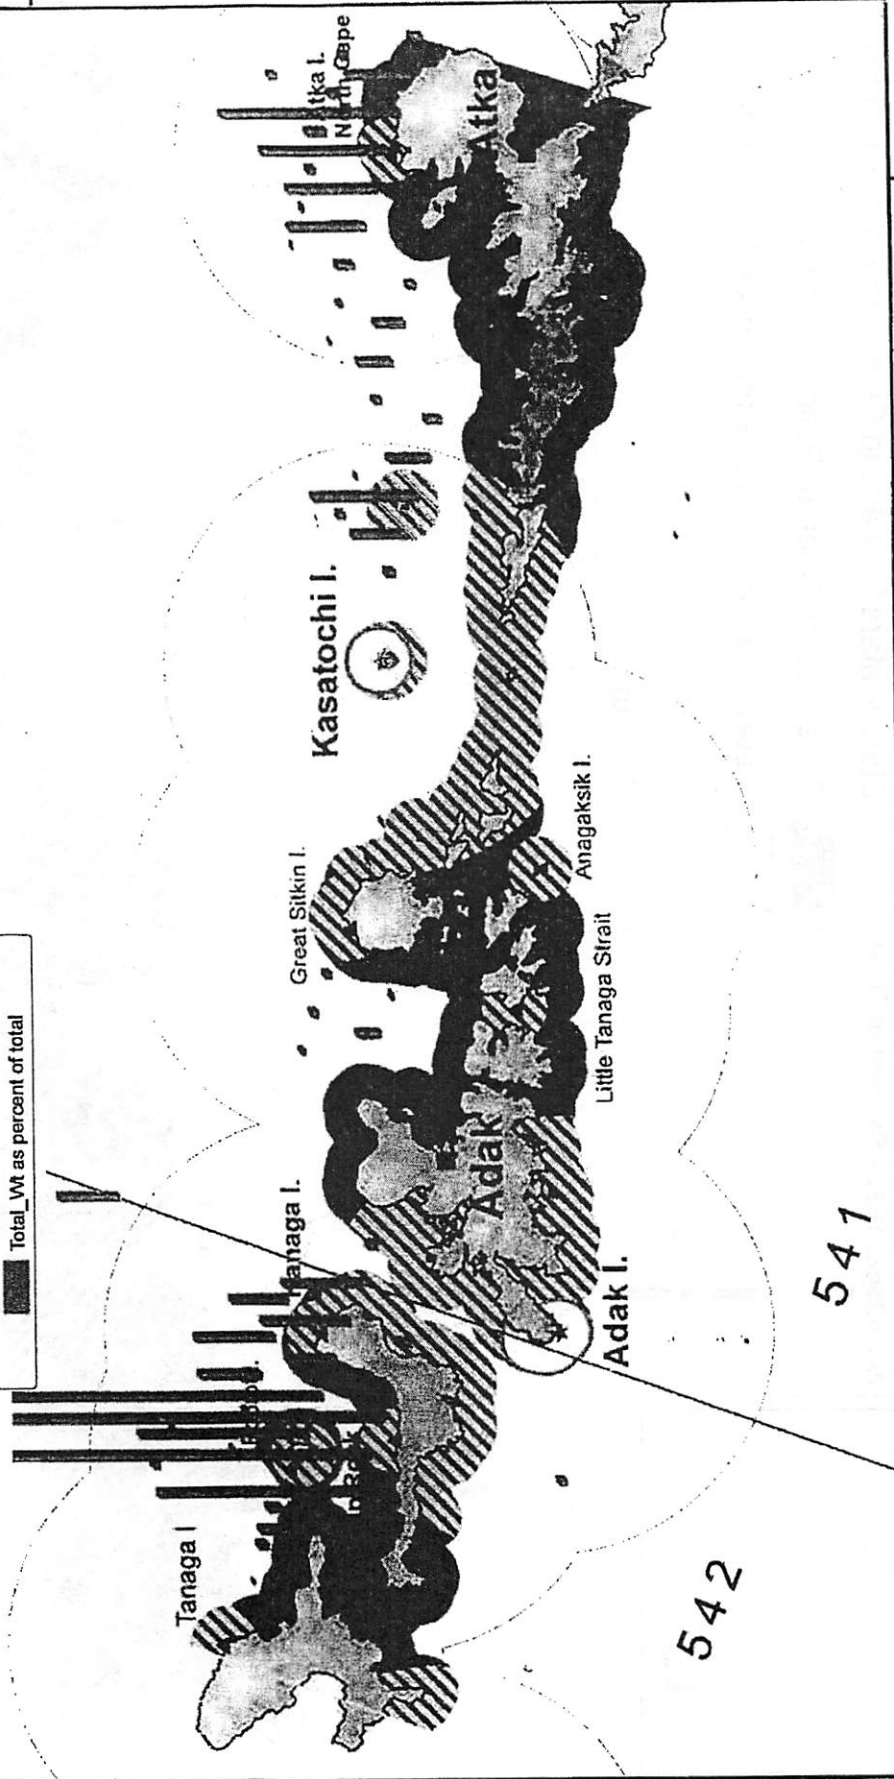 Total_Wt as percent of total
Tanaga I
Kanaga I.
Great Sitkin I.
Kasatochi I.
Atka I.
North Cape
Adak
Atka
Adak I.
Little Tanaga Strait
Anagaksik I.
542
541